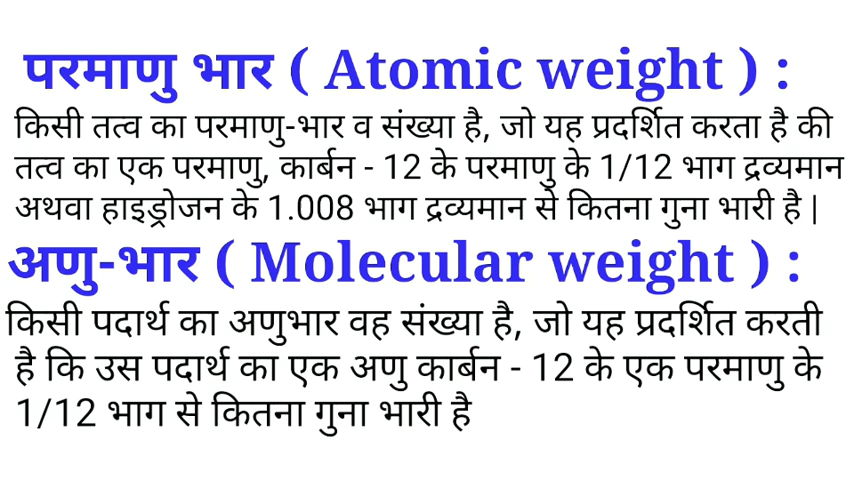 परमाणु भार ( Atomic weight ) :
किसी तत्व का परमाणु-भार व संख्या है, जो यह प्रदर्शित करता है की
तत्व का एक परमाणु, कार्बन - 12 के परमाणु के 1/12 भाग द्रव्यमान
अथवा हाइड्रोजन के 1.008 भाग द्रव्यमान से कितना गुना भारी है |
अणु-भार ( Molecular weight ) :
किसी पदार्थ का अणुभार वह संख्या है, जो यह प्रदर्शित करती
है कि उस पदार्थ का एक अणु कार्बन - 12 के एक परमाणु के
1/12 भाग से कितना गुना भारी है